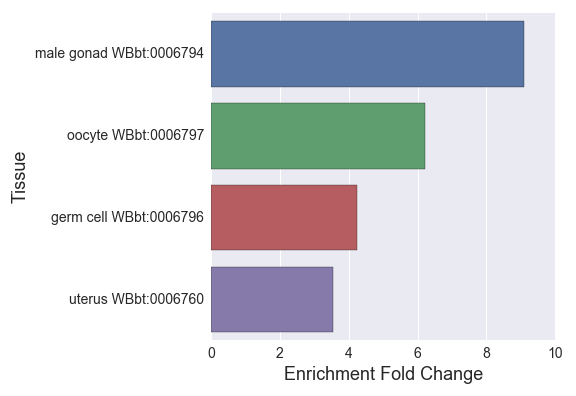 male gonad WBbt:0006794
oocyte WBbt:0006797
germ cell WBbt:0006796
uterus WBbt:0006760
Tissue
0 2 4 6 8 10
Enrichment Fold Change